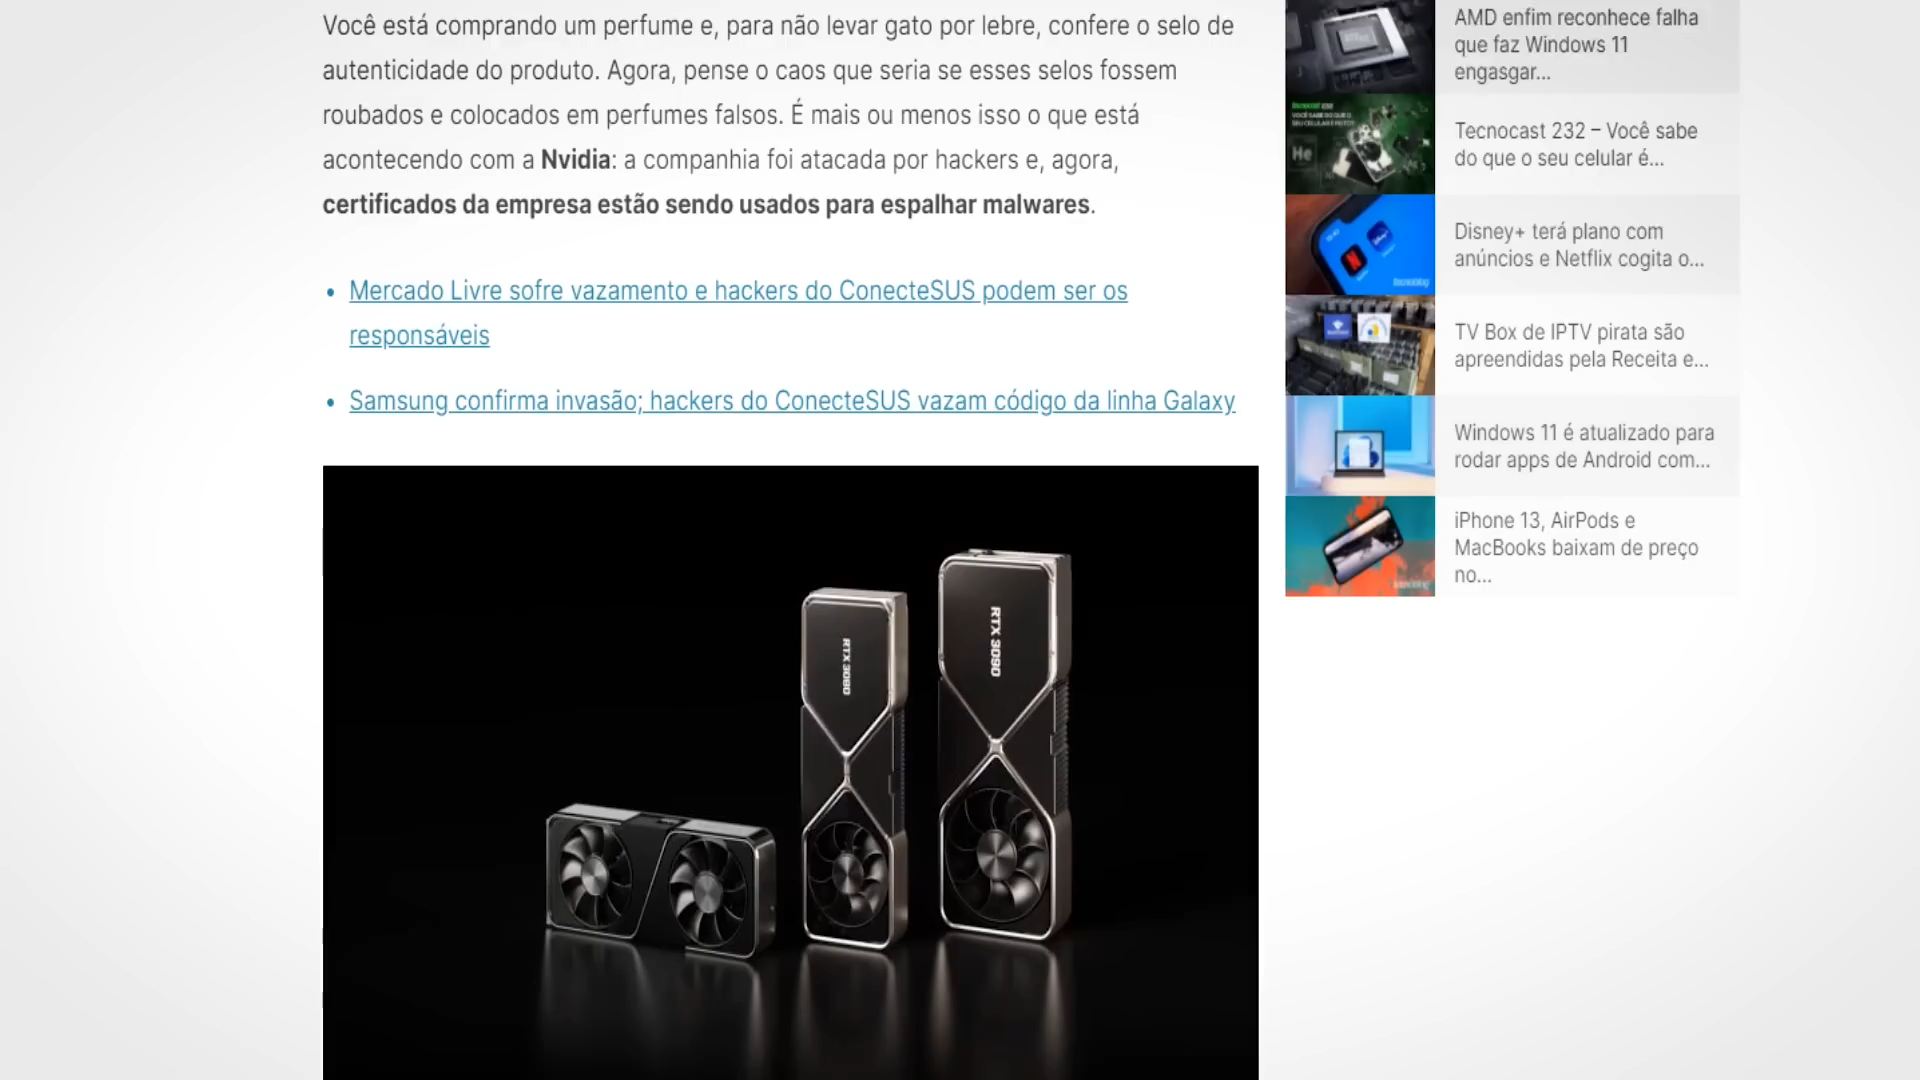 Você está comprando um perfume e, para não levar gato por lebre, confere o selo de
autenticidade do produto. Agora, pense o caos que seria se esses selos fossem
roubados e colocados em perfumes falsos. É mais ou menos isso o que está
acontecendo com a Nvidia: a companhia foi atacada por hackers e, agora,
certificados da empresa estão sendo usados para espalhar malwares.
• Mercado Livre sofre vazamento e hackers do ConecteSUS podem ser os
responsáveis
• Samsung confirma invasão; hackers do ConecteSUS vazam código da linha Galaxy
RTX 3080
RTX 3090
AMD enfim reconhece falha
que faz Windows 11
engasgar...
He
Tecnocast 232 – Você sabe
do que o seu celular é...
Disney+ terá plano com
anúncios e Netflix cogita o...
TV Box de IPTV pirata são
apreendidas pela Receita e...
Windows 11 é atualizado para
rodar apps de Android com...
iPhone 13, AirPods e
MacBooks baixam de preço
no...